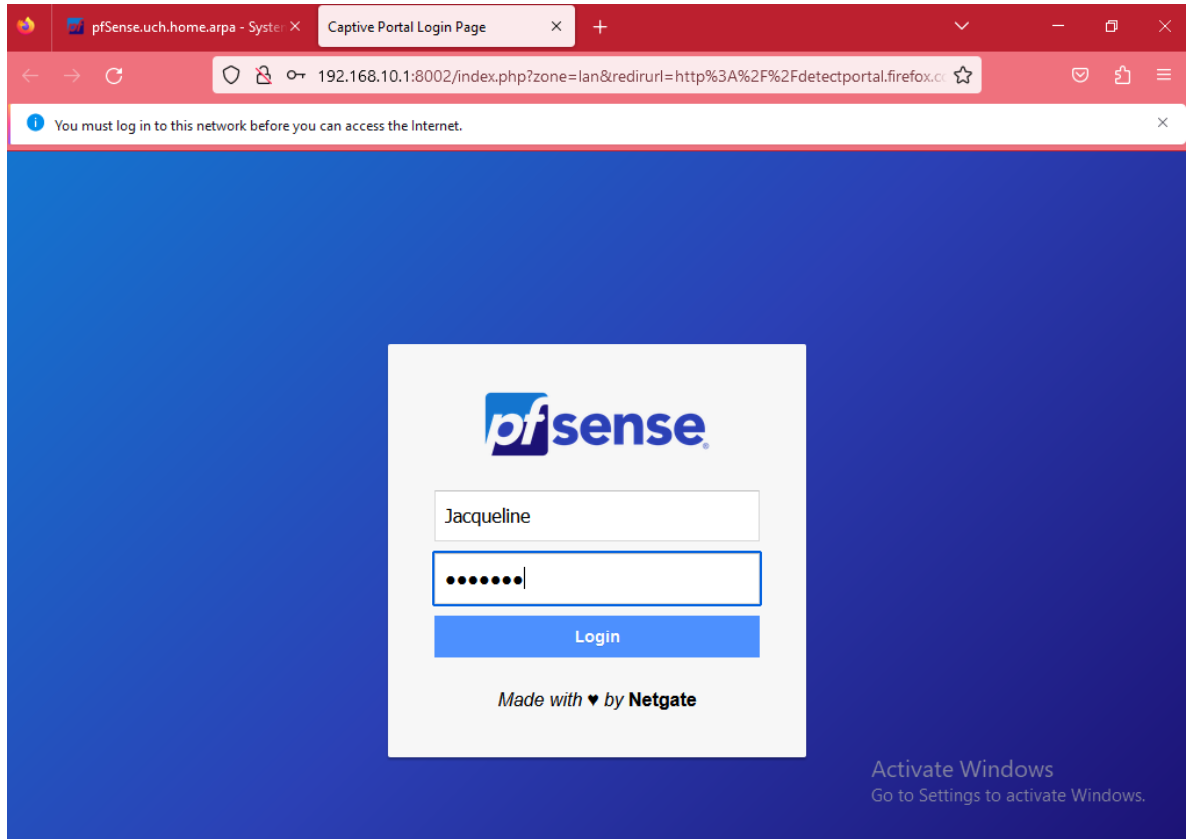 pfSense.uch.home.arpa - System
Captive Portal Login Page
192.168.10.1:8002/index.php?zone=lan&redirurl=http%3A%2F%2Fdetectportal.firefox.cc
You must log in to this network before you can access the Internet.
pfsense
Jacqueline
•••••••
Login
Made with ♥ by Netgate
Activate Windows
Go to Settings to activate Windows.